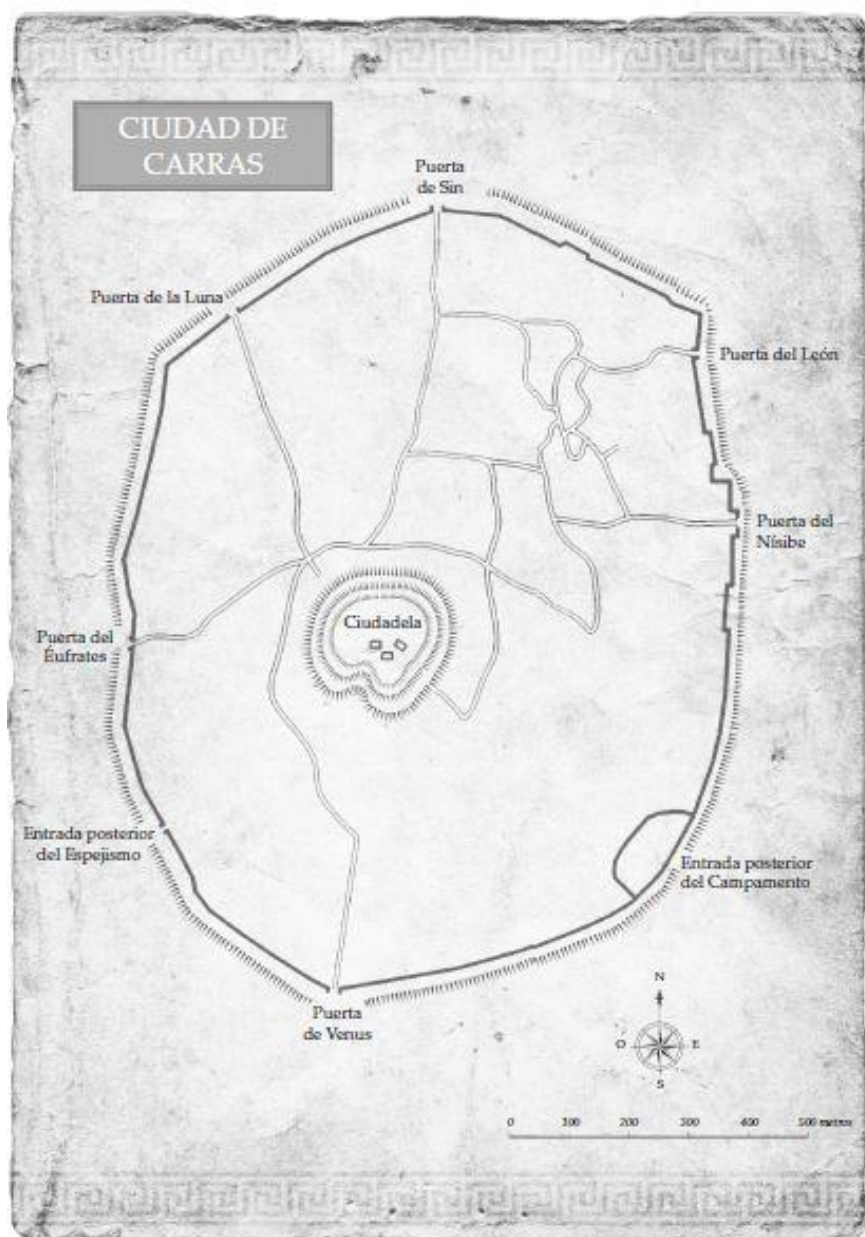 CIUDAD DE
CARRAS
Puerta
de Sin
Puerta de la Luna
Puerta del León
Puerta del
Nísibe
Ciudadela
Puerta del
Éufrates
Entrada posterior
del Espejismo
Entrada posterior
del Campamento
Puerta
de Venus
N
O E
S
0 100 200 300 400 500 metros